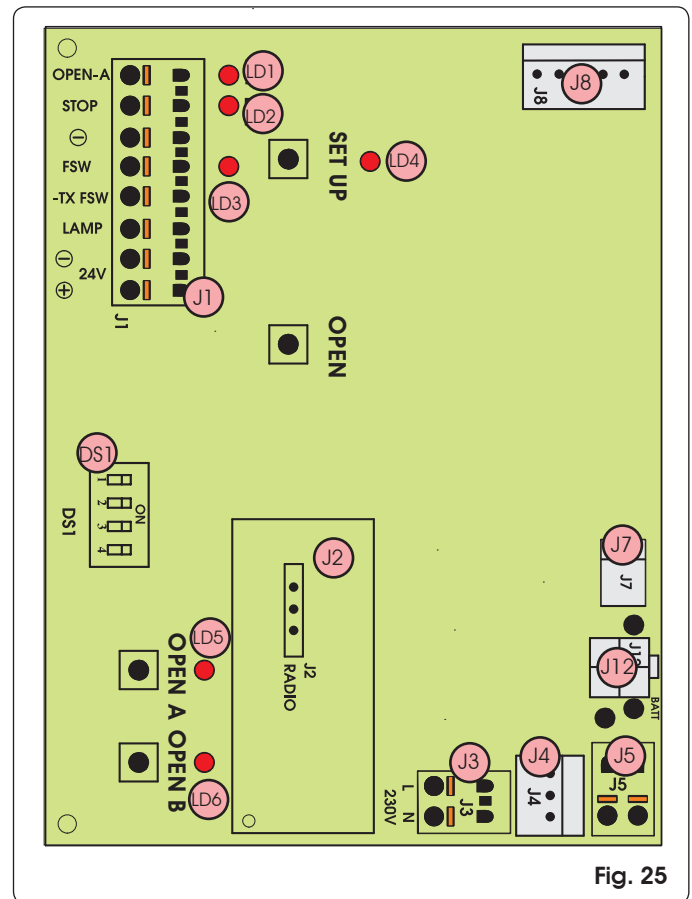 OPEN-A
LD1
J8
J8
STOP
LD2
⊖
SET UP
LD4
FSW
LD3
-TX FSW
LAMP
⊖
24V
⊕
J1
J1
OPEN
DS1
1
2
3
4
ON
DS1
J2
J2
RADIO
J7
J7
LD5
OPEN A
J12
BATT
OPEN B
LD6
J3
J3
L
N
230V
J4
J4
J5
J5
Fig. 25